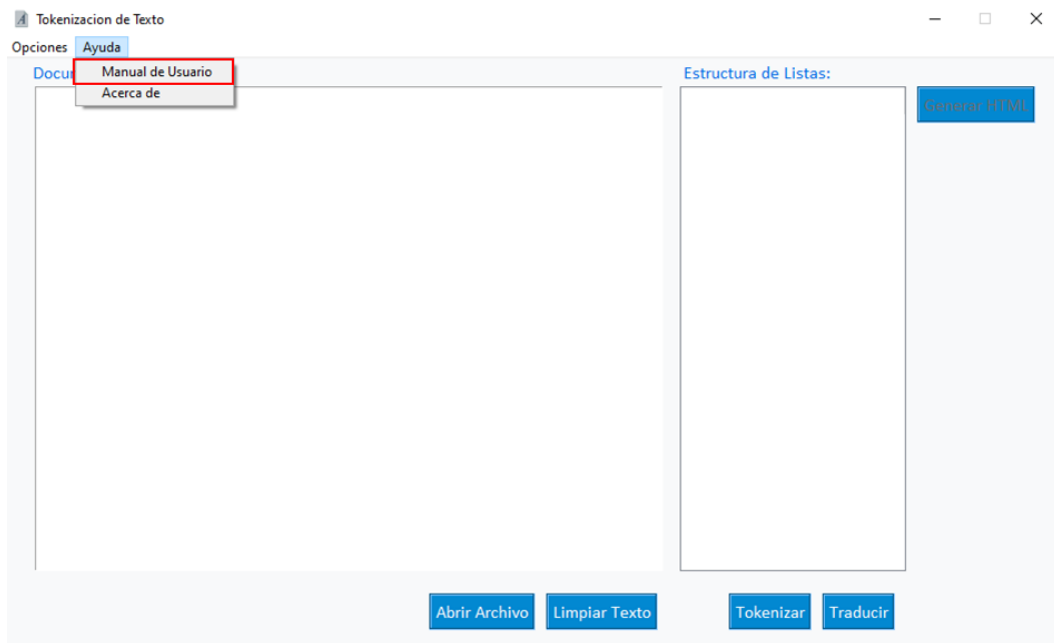 Tokenizacion de Texto
Opciones Ayuda
Manual de Usuario
Acerca de
Docu
Estructura de Listas:
Generar HTML
Abrir Archivo
Limpiar Texto
Tokenizar
Traducir